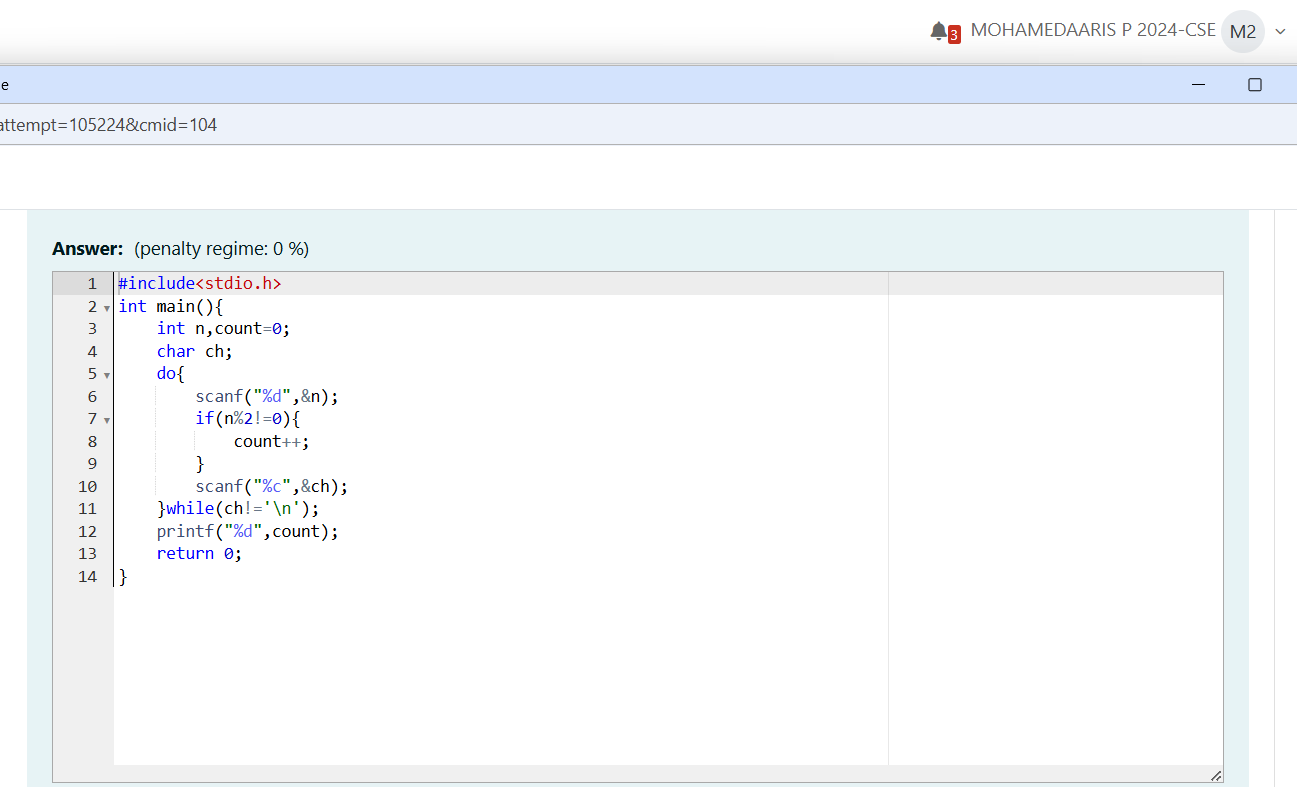 3 MOHAMEDAARIS P 2024-CSE M2
e
attempt=105224&cmid=104
Answer: (penalty regime: 0 %)
1 #include<stdio.h>
2 int main(){
3     int n,count=0;
4     char ch;
5     do{
6         scanf("%d",&n);
7         if(n%2!=0){
8             count++;
9         }
10         scanf("%c",&ch);
11     }while(ch!='\n');
12     printf("%d",count);
13     return 0;
14 }